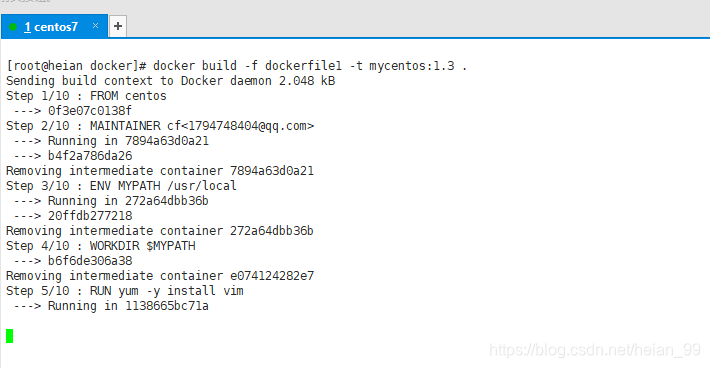 1 centos7 × +
[root@heian docker]# docker build -f dockerfile1 -t mycentos:1.3 .
Sending build context to Docker daemon 2.048 kB
Step 1/10 : FROM centos
 ---> 0f3e07c0138f
Step 2/10 : MAINTAINER cf<1794748404@qq.com>
 ---> Running in 7894a63d0a21
 ---> b4f2a786da26
Removing intermediate container 7894a63d0a21
Step 3/10 : ENV MYPATH /usr/local
 ---> Running in 272a64dbb36b
 ---> 20ffdb277218
Removing intermediate container 272a64dbb36b
Step 4/10 : WORKDIR $MYPATH
 ---> b6f6de306a38
Removing intermediate container e074124282e7
Step 5/10 : RUN yum -y install vim
 ---> Running in 1138665bc71a
https://blog.csdn.net/heian_99